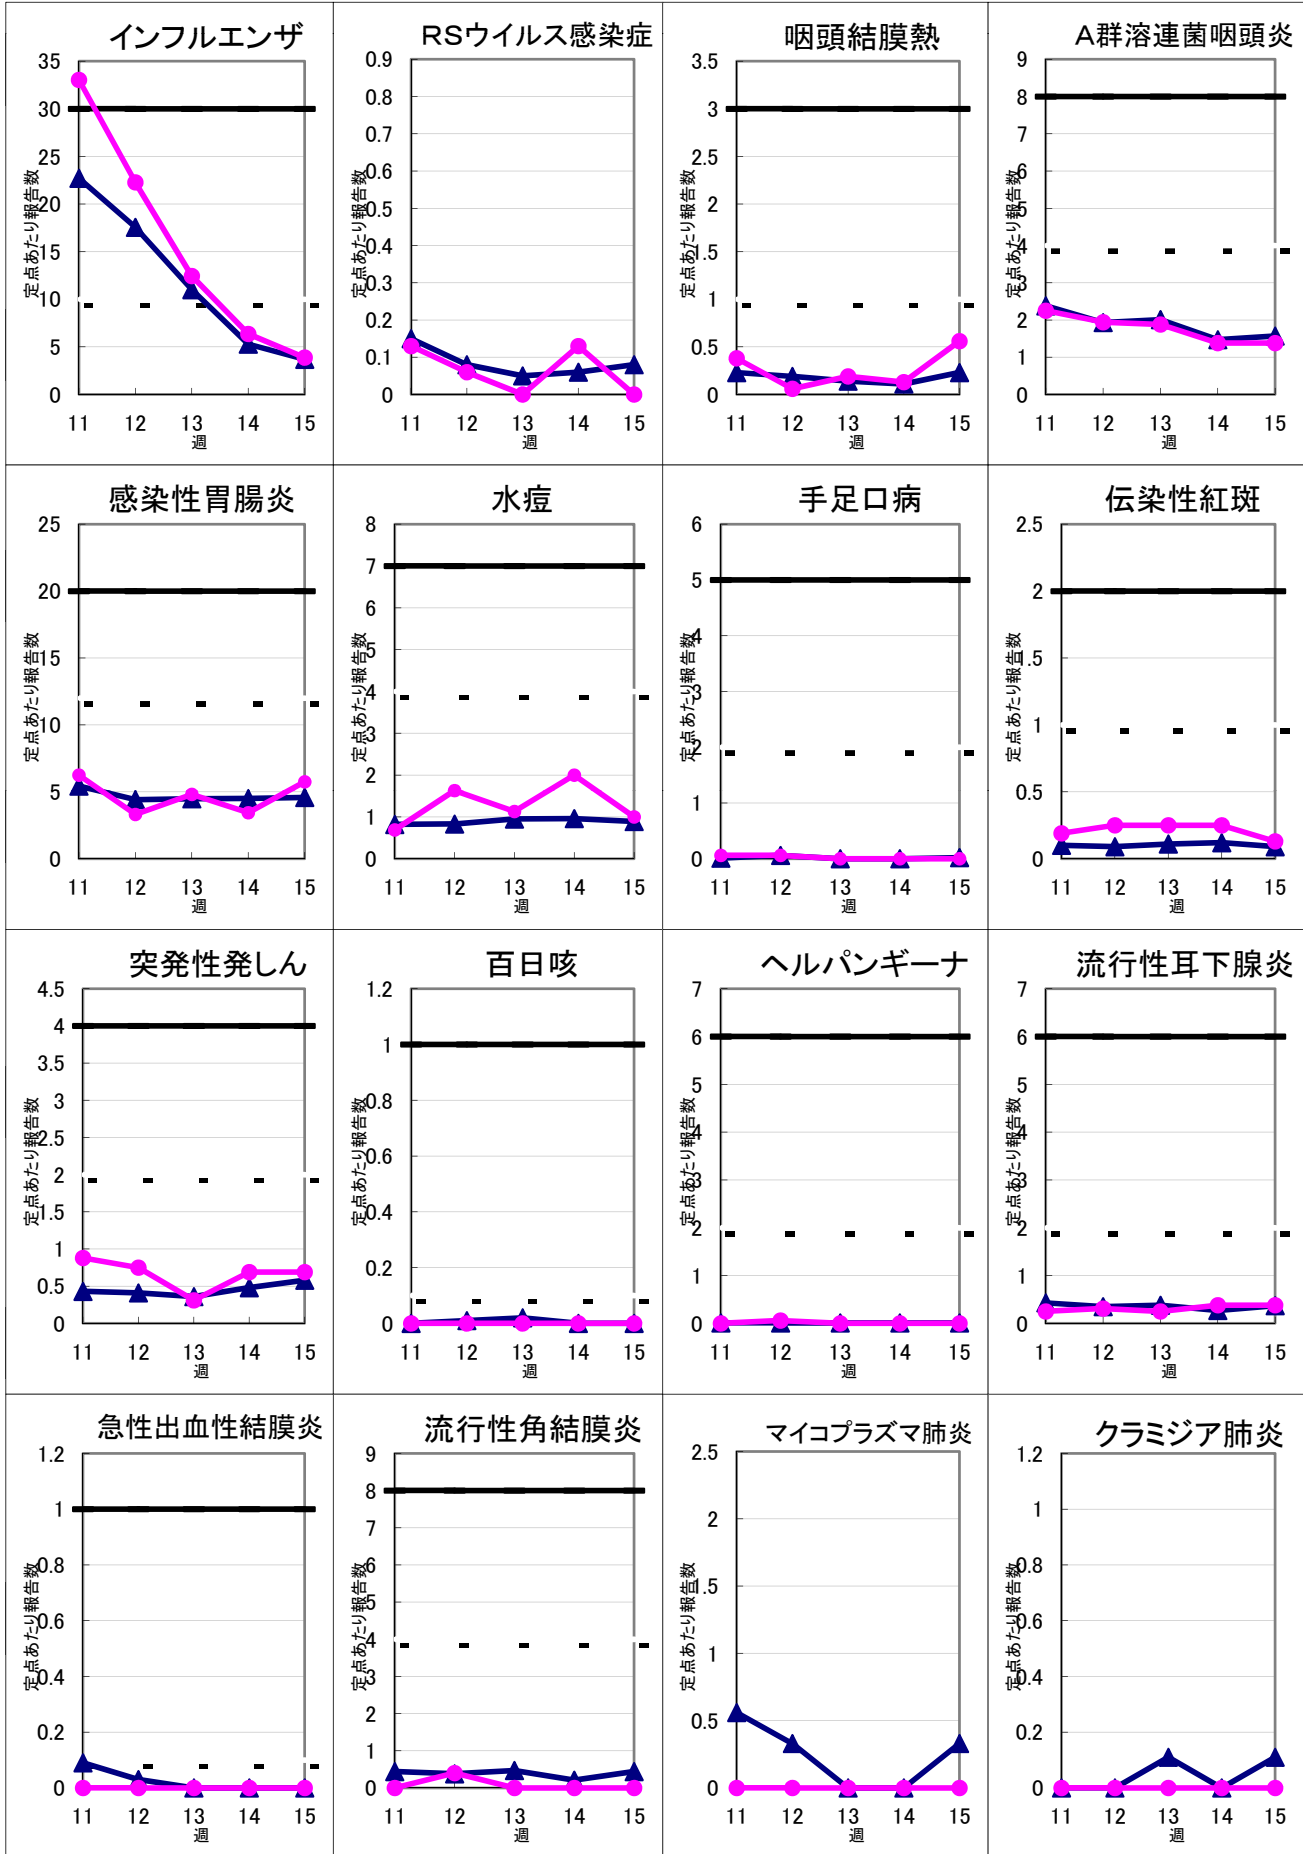 インフルエンザ
35
30
25
20
15
10
5
0
定点あたり報告数
11 12 13 14 15
週
RSウイルス感染症
0.9
0.8
0.7
0.6
0.5
0.4
0.3
0.2
0.1
0
定点あたり報告数
11 12 13 14 15
週
咽頭結膜熱
3.5
3
2.5
2
1.5
1
0.5
0
定点あたり報告数
11 12 13 14 15
週
A群溶連菌咽頭炎
9
8
7
6
5
4
3
2
1
0
定点あたり報告数
11 12 13 14 15
週
感染性胃腸炎
25
20
15
10
5
0
定点あたり報告数
11 12 13 14 15
週
水痘
8
7
6
5
4
3
2
1
0
定点あたり報告数
11 12 13 14 15
週
手足口病
6
5
4
3
2
1
0
定点あたり報告数
11 12 13 14 15
週
伝染性紅斑
2.5
2
1.5
1
0.5
0
定点あたり報告数
11 12 13 14 15
週
突発性発しん
4.5
4
3.5
3
2.5
2
1.5
1
0.5
0
定点あたり報告数
11 12 13 14 15
週
百日咳
1.2
1
0.8
0.6
0.4
0.2
0
定点あたり報告数
11 12 13 14 15
週
ヘルパンギーナ
7
6
5
4
3
2
1
0
定点あたり報告数
11 12 13 14 15
週
流行性耳下腺炎
7
6
5
4
3
2
1
0
定点あたり報告数
11 12 13 14 15
週
急性出血性結膜炎
1.2
1
0.8
0.6
0.4
0.2
0
定点あたり報告数
11 12 13 14 15
週
流行性角結膜炎
9
8
7
6
5
4
3
2
1
0
定点あたり報告数
11 12 13 14 15
週
マイコプラズマ肺炎
2.5
2
1.5
1
0.5
0
定点あたり報告数
11 12 13 14 15
週
クラミジア肺炎
1.2
1
0.8
0.6
0.4
0.2
0
定点あたり報告数
11 12 13 14 15
週